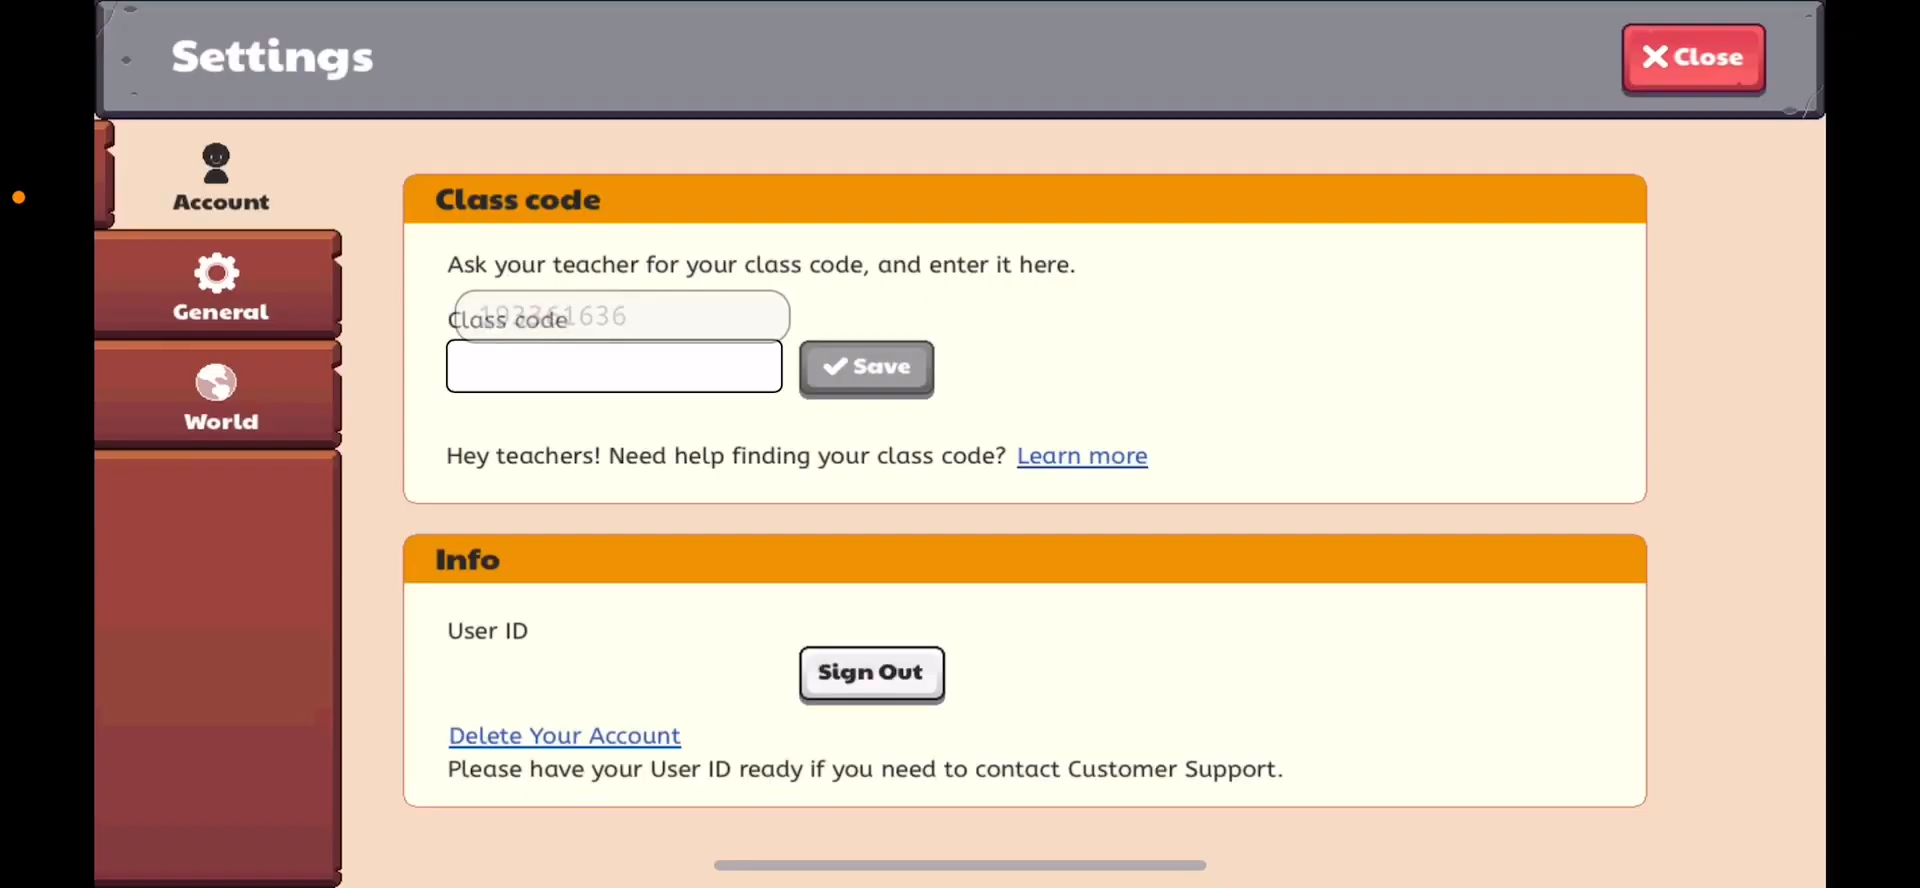 Settings
Close
Account
General
World
Class code
Ask your teacher for your class code, and enter it here.
Class code
193361636
Save
Hey teachers! Need help finding your class code? Learn more
Info
User ID
Sign Out
Delete Your Account
Please have your User ID ready if you need to contact Customer Support.